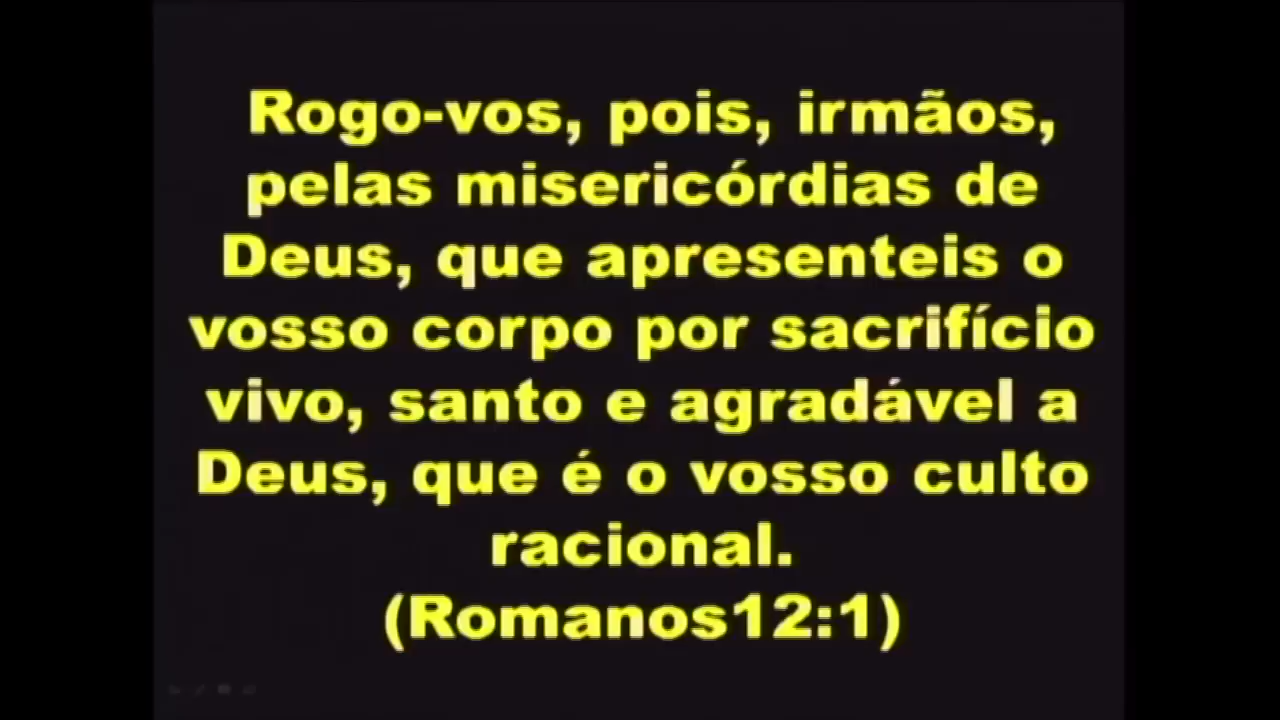 Rogo-vos, pois, irmãos,
pelas misericórdias de
Deus, que apresenteis o
vosso corpo por sacrifício
vivo, santo e agradável a
Deus, que é o vosso culto
racional.
(Romanos12:1)